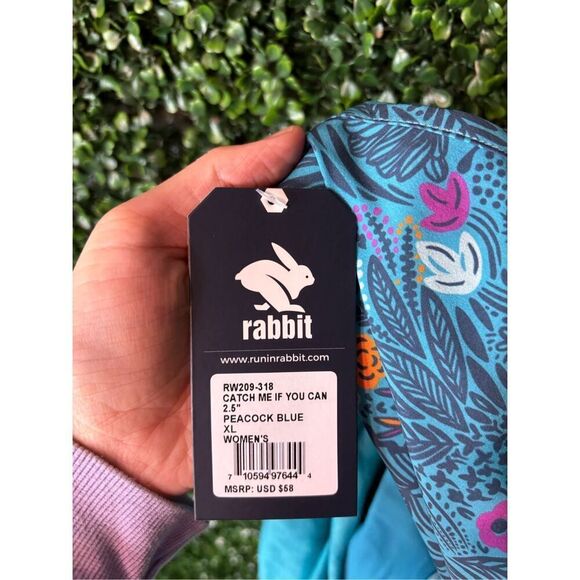 rabbit
www.runinrabbit.com
RW209-318
CATCH ME IF YOU CAN
2.5"
PEACOCK BLUE
XL
WOMEN'S
7 10594 97644 4
MSRP: USD $58